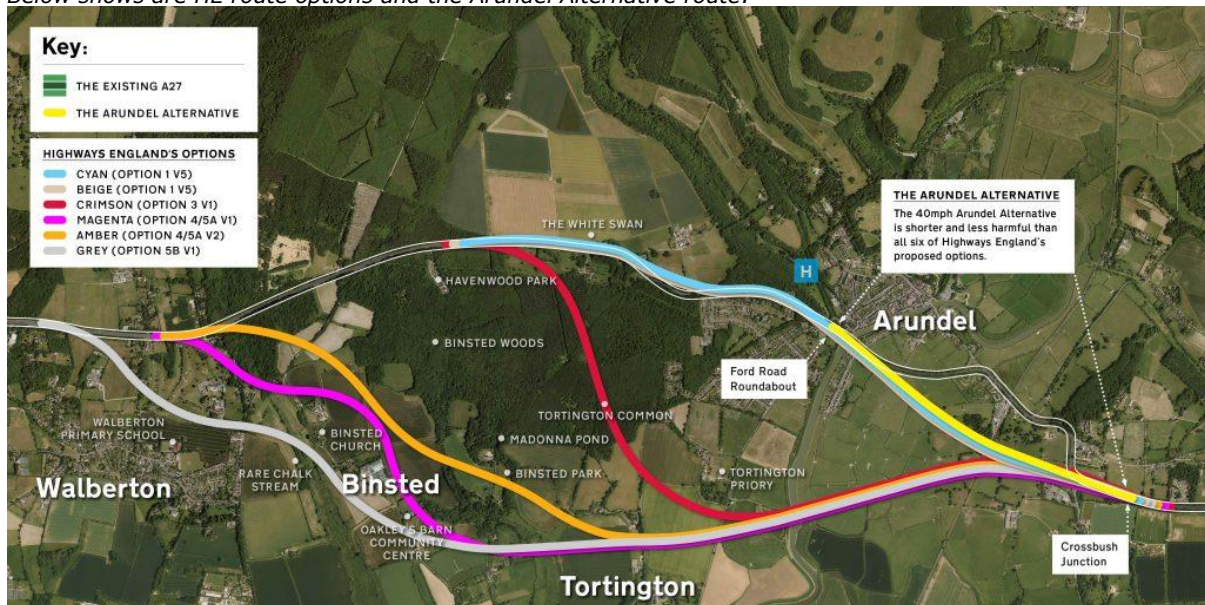 Below shows are HE route options and the Arundel Alternative route.
Key:
THE EXISTING A27
THE ARUNDEL ALTERNATIVE
HIGHWAYS ENGLAND'S OPTIONS
CYAN (OPTION 1 V5)
BEIGE (OPTION 1 V5)
CRIMSON (OPTION 3 V1)
MAGENTA (OPTION 4/5A V1)
AMBER (OPTION 4/5A V2)
GREY (OPTION 5B V1)
THE ARUNDEL ALTERNATIVE
The 40mph Arundel Alternative
is shorter and less harmful than
all six of Highways England's
proposed options.
THE WHITE SWAN
H
HAVENWOOD PARK
Arundel
BINSTED WOODS
Ford Road
Roundabout
WALBERTON
PRIMARY SCHOOL
BINSTED
CHURCH
TORTINGTON COMMON
MADONNA POND
RARE CHALK
STREAM
BINSTED PARK
TORTINGTON
PRIORY
Walberton
Binsted
OAKLEY'S BARN
COMMUNITY
CENTRE
Crossbush
Junction
Tortington